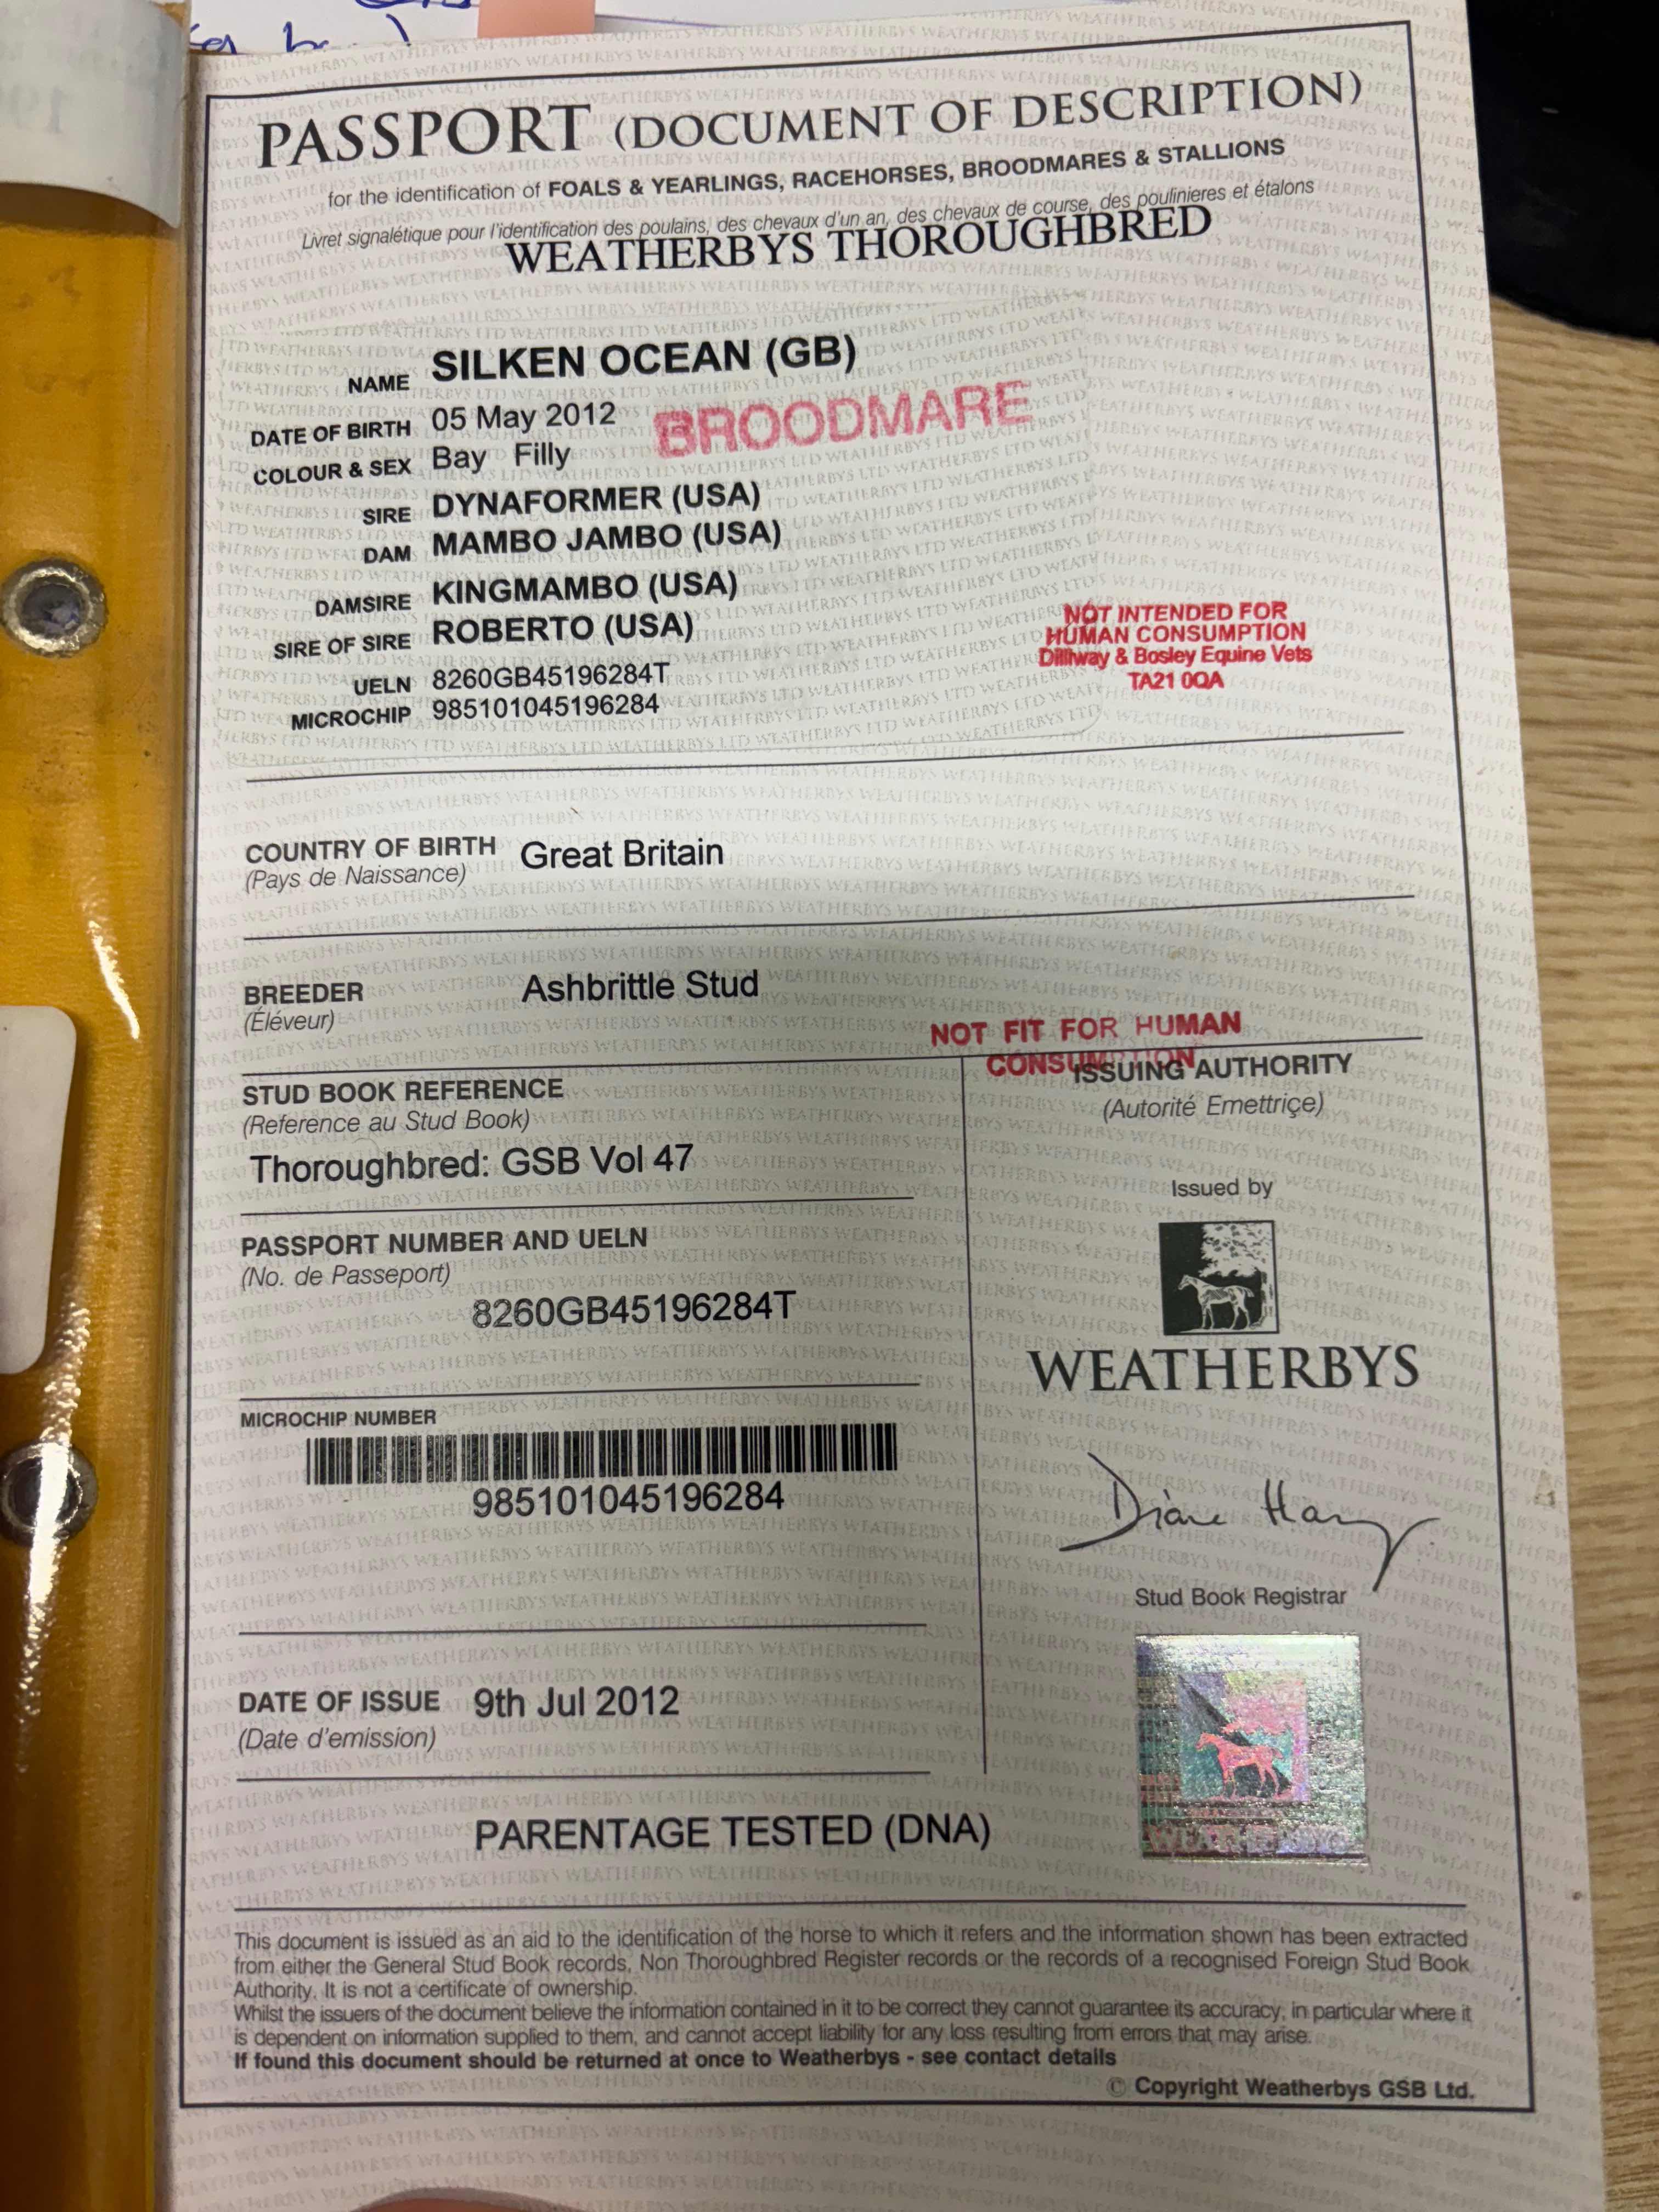 PASSPORT (DOCUMENT OF DESCRIPTION)
for the identification of FOALS & YEARLINGS, RACEHORSES, BROODMARES & STALLIONS
Livret signalétique pour l'identification des poulains, des chevaux d'un an, des chevaux de course, des poulinieres et étalons
WEATHERBYS THOROUGHBRED
NAME SILKEN OCEAN (GB)
DATE OF BIRTH 05 May 2012
BROODMARE
COLOUR & SEX Bay Filly
SIRE DYNAFORMER (USA)
DAM MAMBO JAMBO (USA)
DAMSIRE KINGMAMBO (USA)
SIRE OF SIRE ROBERTO (USA)
UELN 8260GB45196284T
MICROCHIP 985101045196284
NOT INTENDED FOR
HUMAN CONSUMPTION
Dilliway & Bosley Equine Vets
TA21 0QA
COUNTRY OF BIRTH Great Britain
(Pays de Naissance)
BREEDER Ashbrittle Stud
(Éléveur)
NOT FIT FOR HUMAN
CONSUMPTION
STUD BOOK REFERENCE
(Reference au Stud Book)
Thoroughbred: GSB Vol 47
PASSPORT NUMBER AND UELN
(No. de Passeport)
8260GB45196284T
MICROCHIP NUMBER
985101045196284
DATE OF ISSUE 9th Jul 2012
(Date d'emission)
ISSUING AUTHORITY
(Autorité Emettriçe)
Issued by
WEATHERBYS
Stud Book Registrar
WEATHERBYS
PARENTAGE TESTED (DNA)
This document is issued as an aid to the identification of the horse to which it refers and the information shown has been extracted
from either the General Stud Book records, Non Thoroughbred Register records or the records of a recognised Foreign Stud Book
Authority. It is not a certificate of ownership.
Whilst the issuers of the document believe the information contained in it to be correct they cannot guarantee its accuracy, in particular where it
is dependent on information supplied to them, and cannot accept liability for any loss resulting from errors that may arise.
If found this document should be returned at once to Weatherbys - see contact details
© Copyright Weatherbys GSB Ltd.